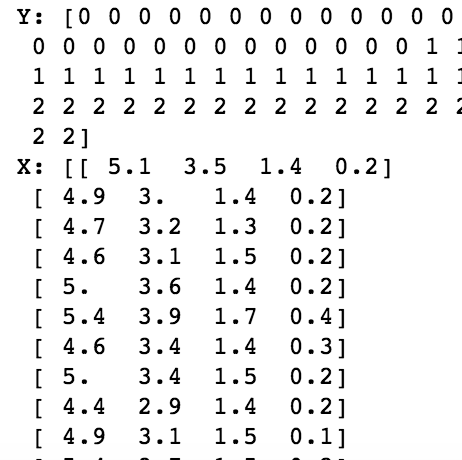 Y: [0 0 0 0 0 0 0 0 0 0 0 0 0
0 0 0 0 0 0 0 0 0 0 0 0 0 1 1
1 1 1 1 1 1 1 1 1 1 1 1 1 1 1
2 2 2 2 2 2 2 2 2 2 2 2 2 2 2
2 2]
X: [[ 5.1 3.5 1.4 0.2]
[ 4.9 3. 1.4 0.2]
[ 4.7 3.2 1.3 0.2]
[ 4.6 3.1 1.5 0.2]
[ 5. 3.6 1.4 0.2]
[ 5.4 3.9 1.7 0.4]
[ 4.6 3.4 1.4 0.3]
[ 5. 3.4 1.5 0.2]
[ 4.4 2.9 1.4 0.2]
[ 4.9 3.1 1.5 0.1]